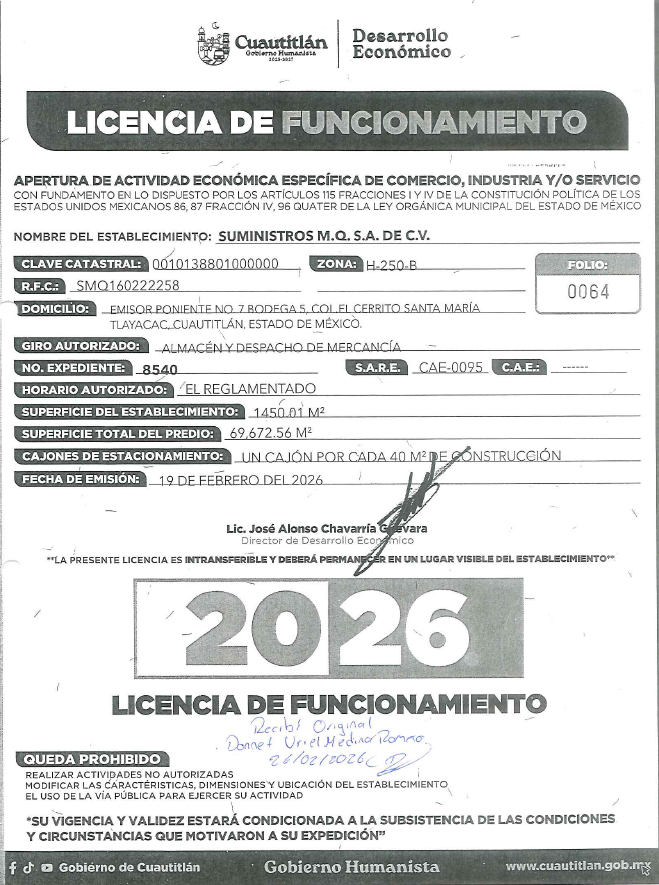 Cuautitlán
Gobierno Humanista
2025-2027
Desarrollo
Económico
LICENCIA DE FUNCIONAMIENTO
APERTURA DE ACTIVIDAD ECONÓMICA ESPECÍFICA DE COMERCIO, INDUSTRIA Y/O SERVICIO
CON FUNDAMENTO EN LO DISPUESTO POR LOS ARTÍCULOS 115 FRACCIONES I Y IV DE LA CONSTITUCIÓN POLÍTICA DE LOS
ESTADOS UNIDOS MEXICANOS 86, 87 FRACCIÓN IV, 96 QUATER DE LA LEY ORGÁNICA MUNICIPAL DEL ESTADO DE MÉXICO
NOMBRE DEL ESTABLECIMIENTO: SUMINISTROS M.Q. S.A. DE C.V.
CLAVE CATASTRAL: 0010138801000000 ZONA: H-250-B
FOLIO:
0064
R.F.C.: SMQ160222258
DOMICILIO: EMISOR PONIENTE NO. 7 BODEGA 5, COL.EL CERRITO SANTA MARÍA
TLAYACAC,CUAUTITLÁN, ESTADO DE MÉXICO.
GIRO AUTORIZADO: ALMACÉN Y DESPACHO DE MERCANCÍA
NO. EXPEDIENTE: 8540 S.A.R.E. CAE-0095 C.A.E.: ------
HORARIO AUTORIZADO: EL REGLAMENTADO
SUPERFICIE DEL ESTABLECIMIENTO: 1450.01 M²
SUPERFICIE TOTAL DEL PREDIO: 69,672.56 M²
CAJONES DE ESTACIONAMIENTO: UN CAJÓN POR CADA 40 M² DE CONSTRUCCIÓN
FECHA DE EMISIÓN: 19 DE FEBRERO DEL 2026
Lic. José Alonso Chavarría Guevara
Director de Desarrollo Económico
**LA PRESENTE LICENCIA ES INTRANSFERIBLE Y DEBERÁ PERMANECER EN UN LUGAR VISIBLE DEL ESTABLECIMIENTO**
2026
LICENCIA DE FUNCIONAMIENTO
Recibí Original
Donnet Uriel Medina Romero
26/02/2026
QUEDA PROHIBIDO
REALIZAR ACTIVIDADES NO AUTORIZADAS
MODIFICAR LAS CARACTERÍSTICAS, DIMENSIONES Y UBICACIÓN DEL ESTABLECIMIENTO
EL USO DE LA VÍA PÚBLICA PARA EJERCER SU ACTIVIDAD
"SU VIGENCIA Y VALIDEZ ESTARÁ CONDICIONADA A LA SUBSISTENCIA DE LAS CONDICIONES
Y CIRCUNSTANCIAS QUE MOTIVARON A SU EXPEDICIÓN"
Gobierno de Cuautitlán
Gobierno Humanista
www.cuautitlan.gob.mx